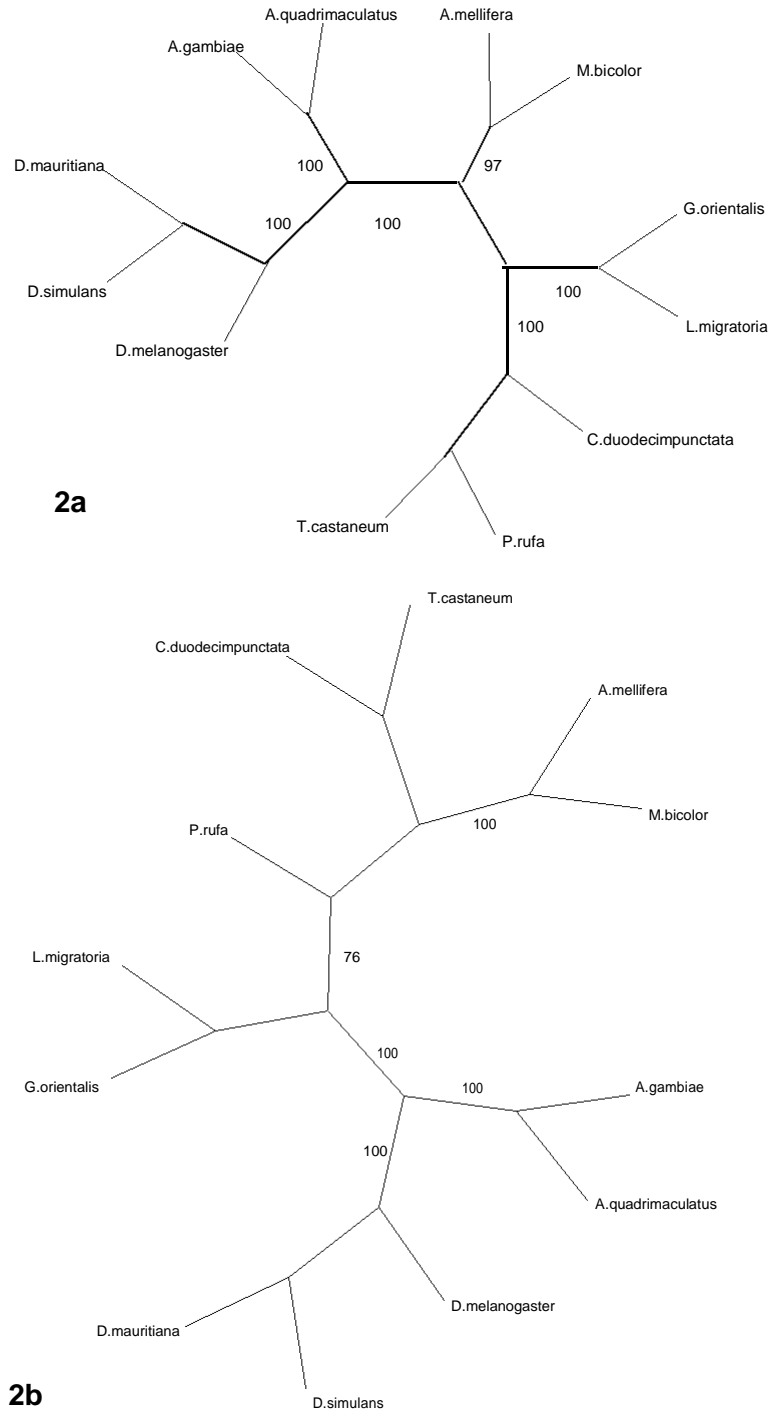 A.quadrimaculatus
A.mellifera
A.gambiae
M.bicolor
D.mauritiana
100
97
G.orientalis
100
100
D.simulans
100
L.migratoria
100
D.melanogaster
C.duodecimpunctata
2a
T.castaneum
P.rufa
T.castaneum
C.duodecimpunctata
A.mellifera
M.bicolor
100
P.rufa
L.migratoria
76
100
G.orientalis
100
A.gambiae
100
A.quadrimaculatus
D.melanogaster
D.mauritiana
2b
D.simulans